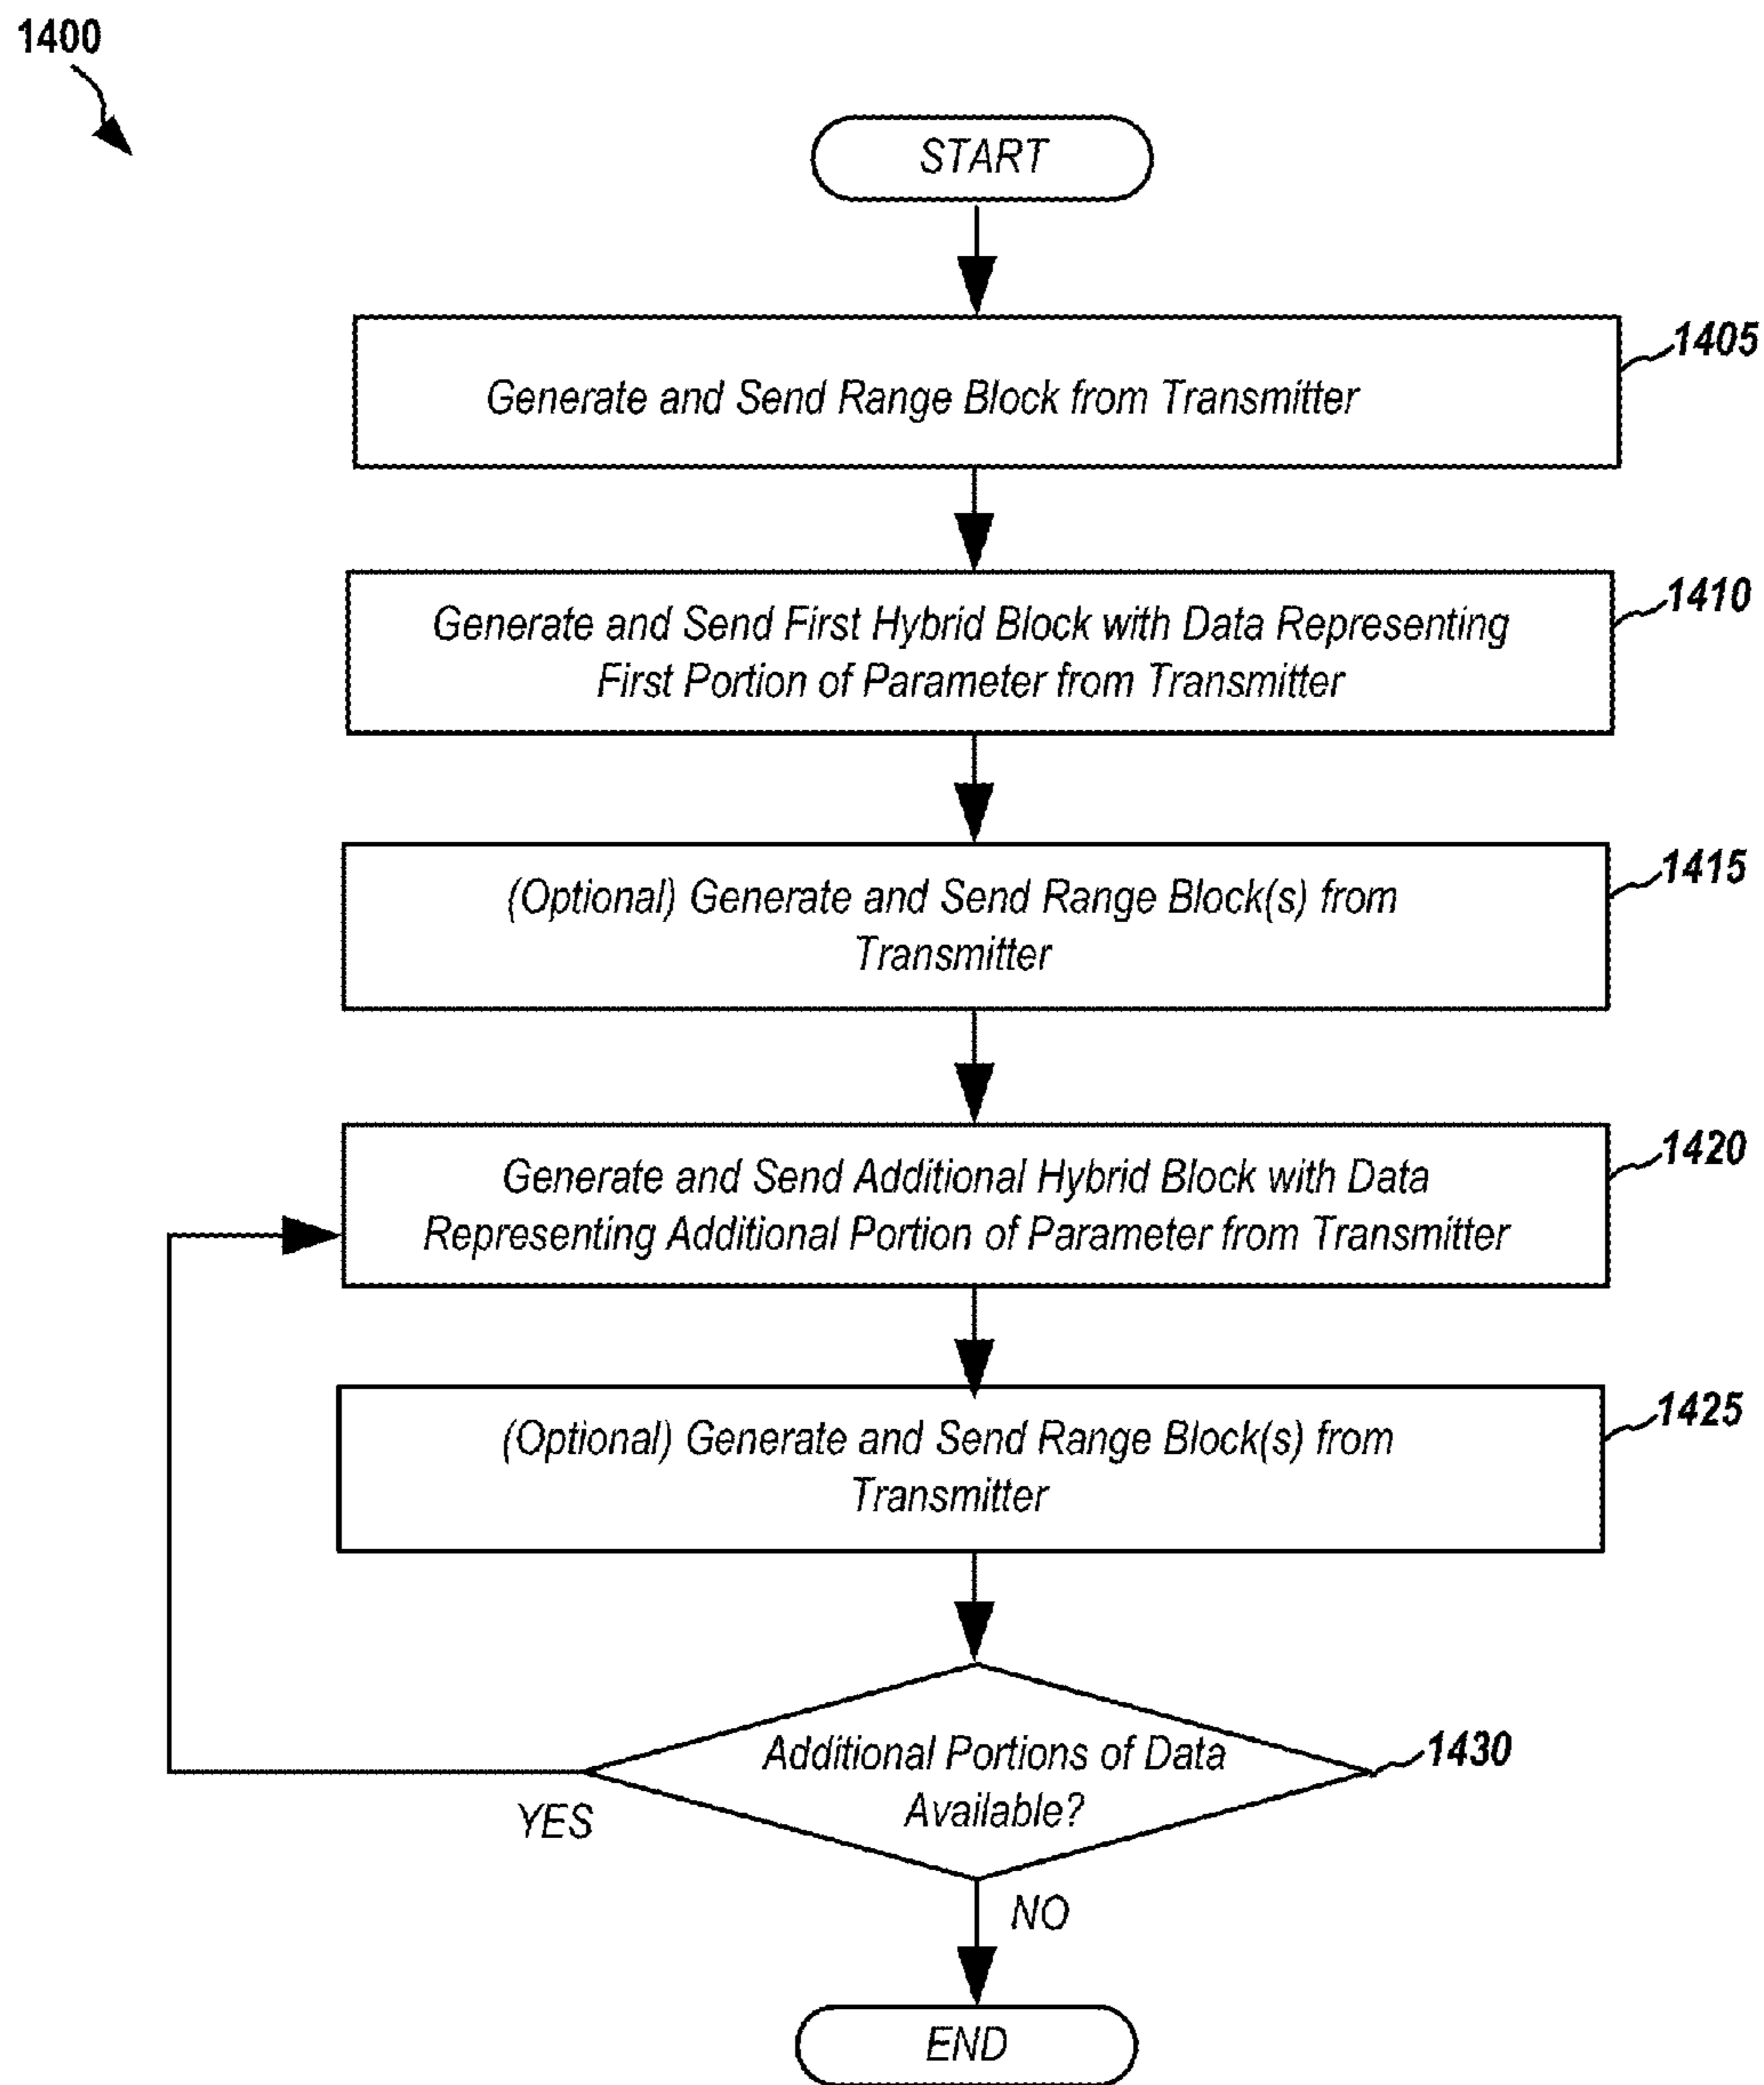 1400
START
Generate and Send Range Block from Transmitter
1405
Generate and Send First Hybrid Block with Data Representing
First Portion of Parameter from Transmitter
1410
(Optional) Generate and Send Range Block(s) from
Transmitter
1415
Generate and Send Additional Hybrid Block with Data
Representing Additional Portion of Parameter from Transmitter
1420
(Optional) Generate and Send Range Block(s) from
Transmitter
1425
Additional Portions of Data
Available?
1430
YES
NO
END